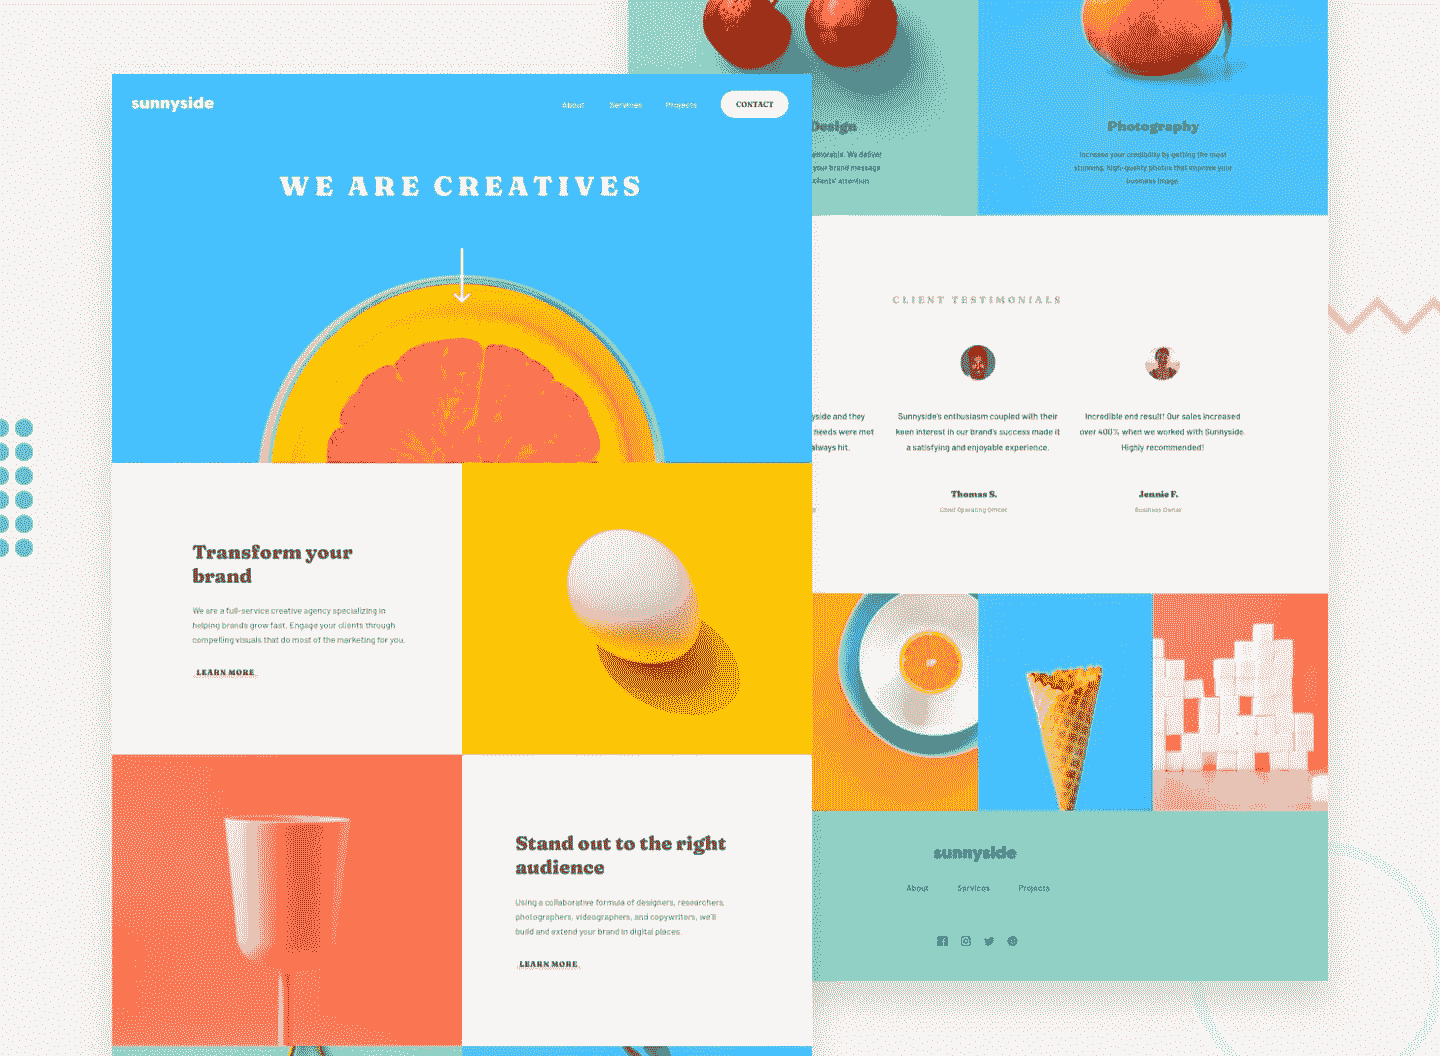 sunnyside
About Services Projects CONTACT
WE ARE CREATIVES
Transform your
brand
We are a full-service creative agency specializing in
helping brands grow fast. Engage your clients through
compelling visuals that do most of the marketing for you.
LEARN MORE
Stand out to the right
audience
Using a collaborative formula of designers, researchers,
photographers, videographers, and copywriters, we'll
build and extend your brand in digital places.
LEARN MORE
Design
emorable. We deliver
your brand message
clients' attention
Photography
Increase your credibility by getting the most
stunning, high-quality photos that improve your
business image.
CLIENT TESTIMONIALS
yside and they
needs were met
always hit.
Sunnyside's enthusiasm coupled with their
keen interest in our brand's success made it
a satisfying and enjoyable experience.
Thomas S.
Chief Operating Officer
Incredible end result! Our sales increased
over 400% when we worked with Sunnyside.
Highly recommended!
Jennie F.
Business Owner
sunnyside
About Services Projects